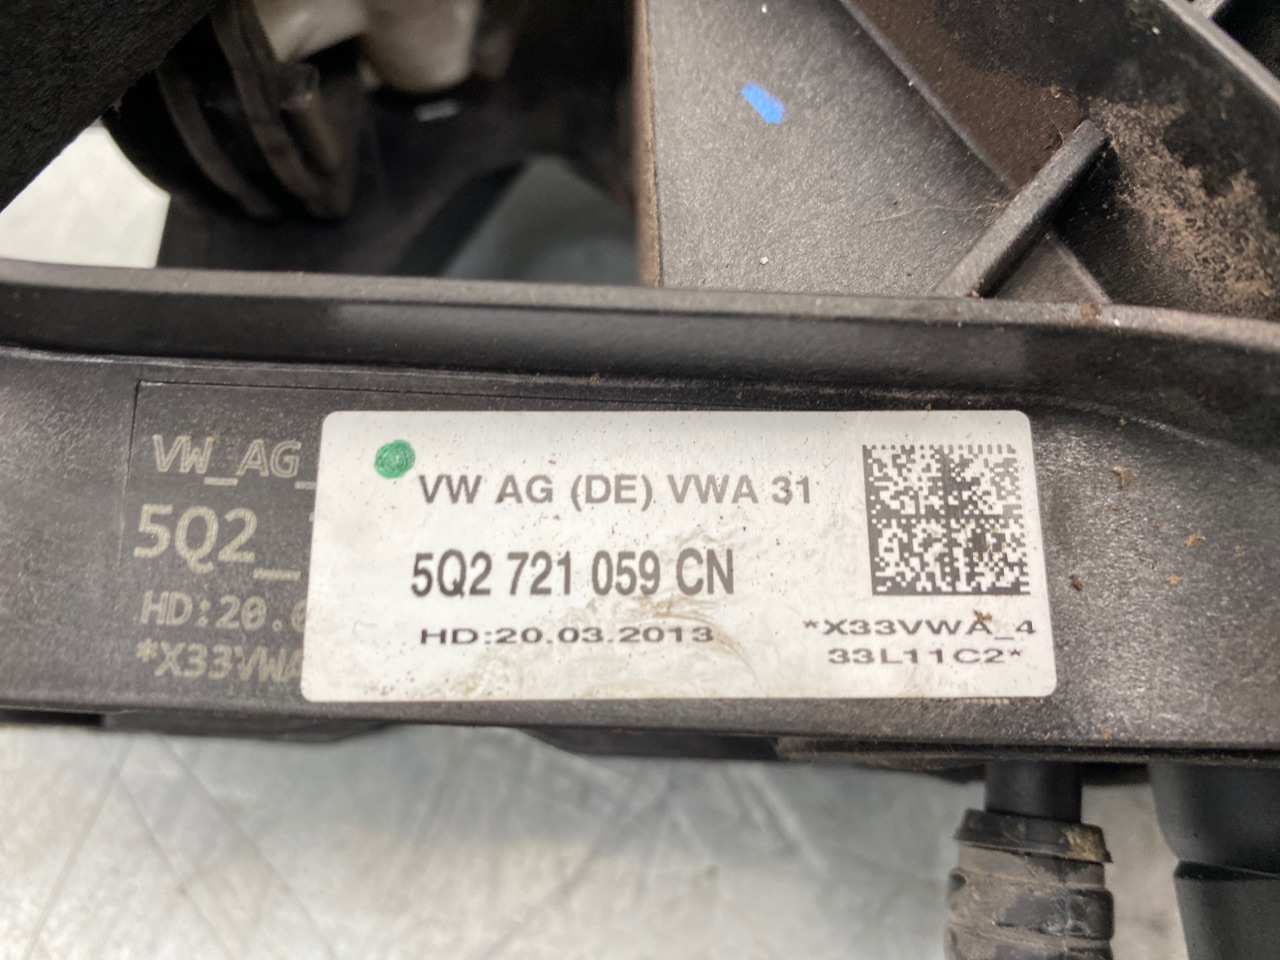 VW_AG_
5Q2_
HD:20.0
*X33VWA
VW AG (DE) VWA 31
5Q2 721 059 CN
HD:20.03.2013
*X33VWA_4
33L11C2*